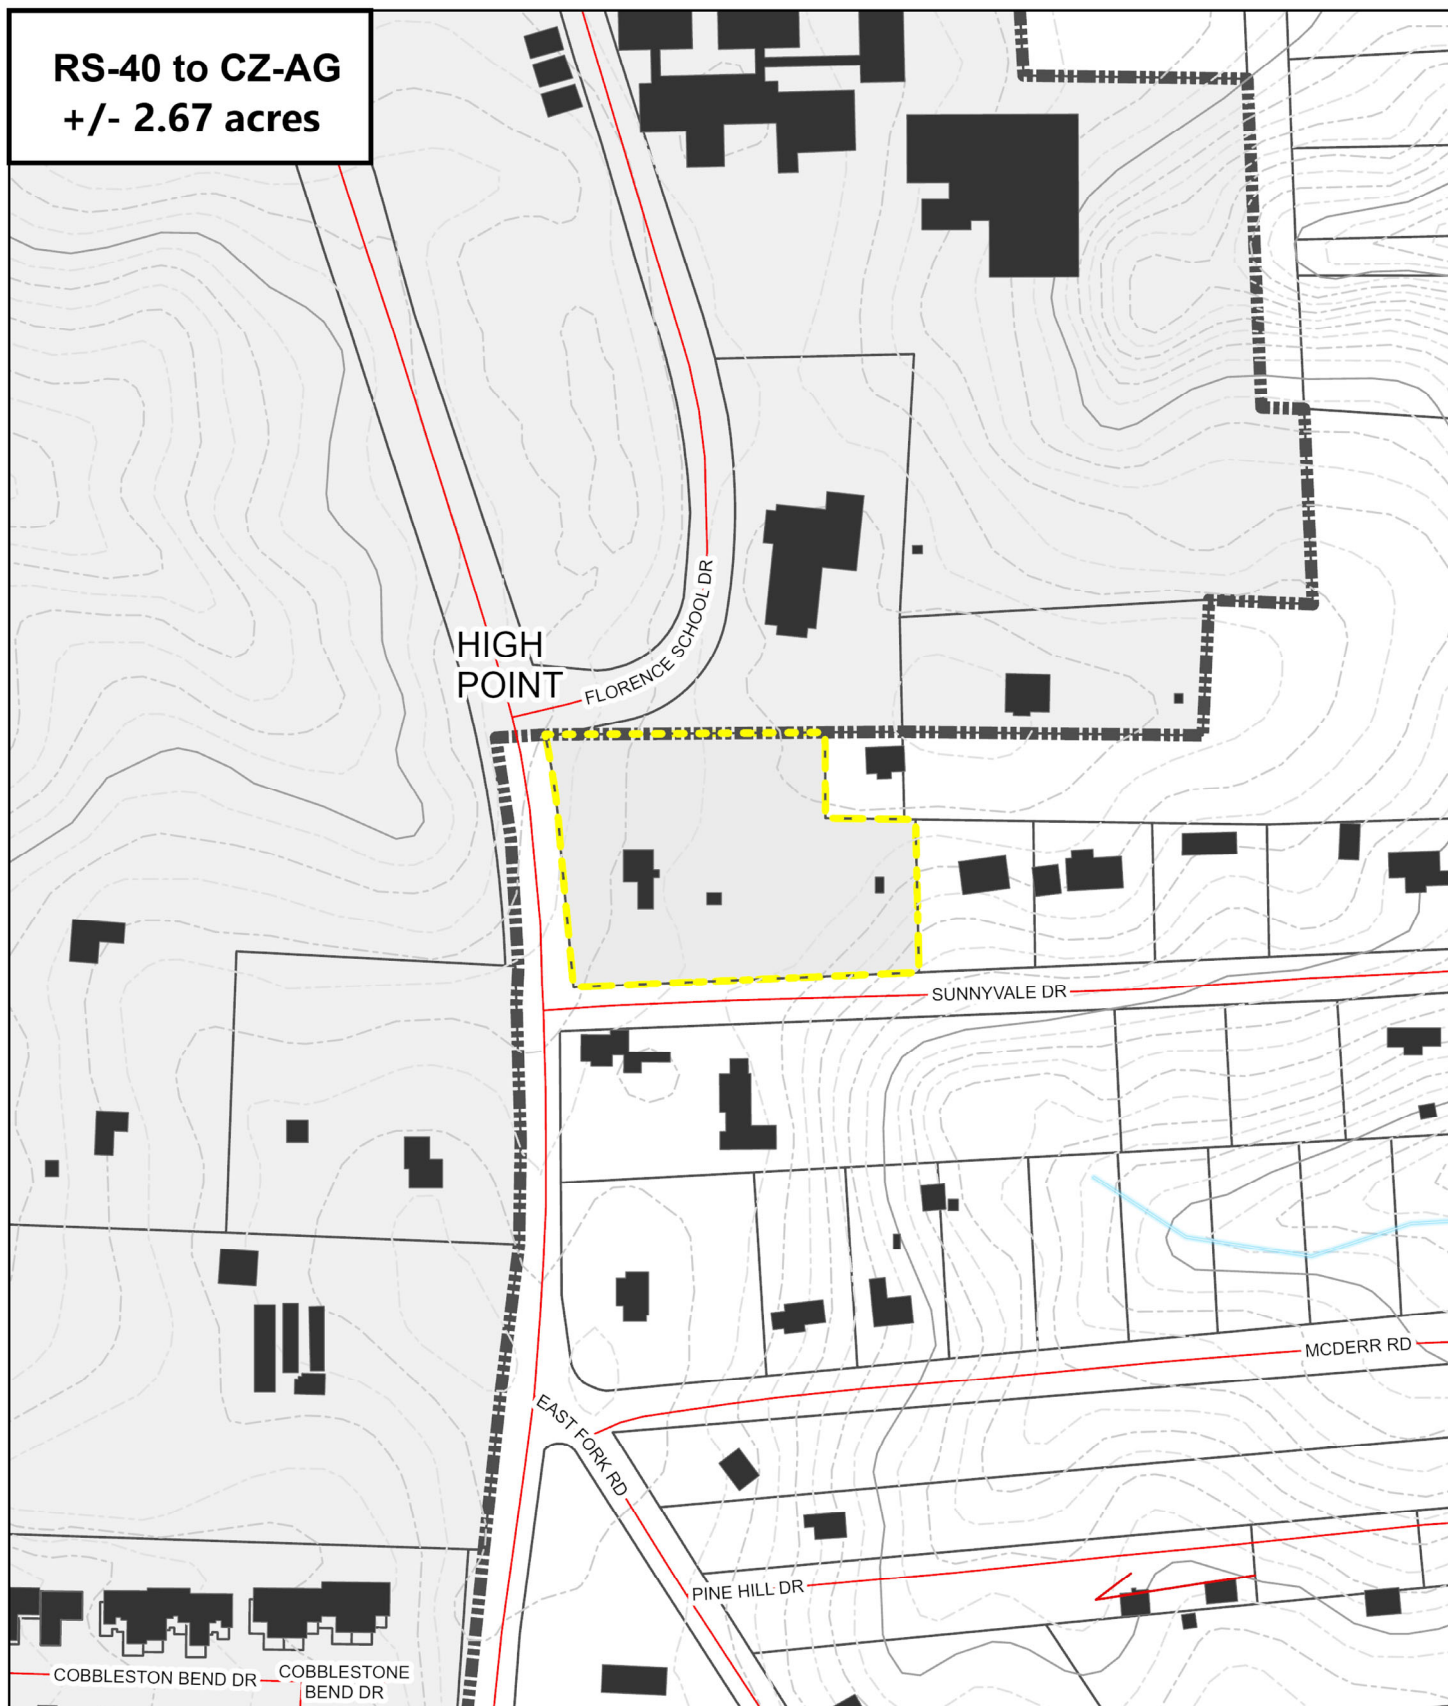 RS-40 to CZ-AG
+/- 2.67 acres
HIGH
POINT
FLORENCE SCHOOL DR
SUNNYVALE DR
MCDERR RD
EAST FORK RD
PINE HILL DR
COBBLESTON BEND DR
COBBLESTONE
BEND DR